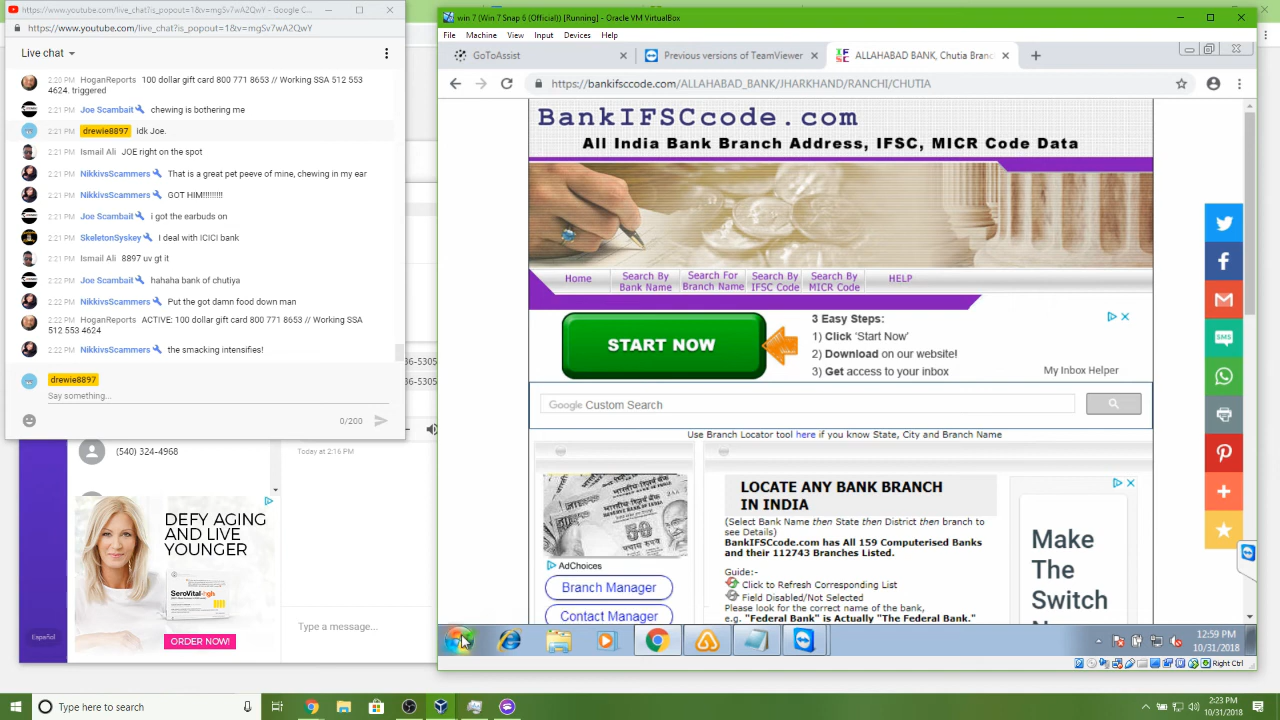 https://www.youtube.com/live_chat?is_popout=1&v=mgSv7wA2QwY - Google C...
https://www.youtube.com/live_chat?is_popout=1&v=mgSv7wA2QwY
Live chat
2:20 PM HoganReports 100 dollar gift card 800 771 8653 // Working SSA 512 553
4624. triggered
2:21 PM Joe Scambait chewing is bothering me
2:21 PM drewie8897 idk Joe.
2:21 PM Ismail Ali JOE right on the spot
2:21 PM NikkivsScammers That is a great pet peeve of mine, chewing in my ear
2:21 PM NikkivsScammers GOT HIM!!!!!!!!!
2:21 PM Joe Scambait i got the earbuds on
2:21 PM SkeletonSyskey I deal with ICICI bank
2:21 PM Ismail Ali 8897 uv gt it
2:22 PM Joe Scambait hahaha bank of chutiya
2:22 PM NikkivsScammers Put the got damn food down man
2:22 PM HoganReports ACTIVE: 100 dollar gift card 800 771 8653 // Working SSA
512 553 4624
2:22 PM NikkivsScammers the smacking intensifies!
drewie8897
Say something...
0/200
36-5305
436-5305
(540) 324-4968
Today at 2:16 PM
DEFY AGING
AND LIVE
YOUNGER
SeroVital-hgh
ORDER NOW!
Español
Type a message...
win 7 (Win 7 Snap 6 (Official)) [Running] - Oracle VM VirtualBox
File Machine View Input Devices Help
GoToAssist
Previous versions of TeamViewer
ALLAHABAD BANK, Chutia Branc
https://bankifsccode.com/ALLAHABAD_BANK/JHARKHAND/RANCHI/CHUTIA
BankIFSCcode.com
All India Bank Branch Address, IFSC, MICR Code Data
Home
Search By
Bank Name
Search For
Branch Name
Search By
IFSC Code
Search By
MICR Code
HELP
START NOW
3 Easy Steps:
1) Click 'Start Now'
2) Download on our website!
3) Get access to your inbox
My Inbox Helper
Google Custom Search
Use Branch Locator tool here if you know State, City and Branch Name
AdChoices
Branch Manager
Contact Manager
LOCATE ANY BANK BRANCH
IN INDIA
(Select Bank Name then State then District then branch to
see Details)
BankIFSCcode.com has All 159 Computerised Banks
and their 112743 Branches Listed.
Guide:-
Click to Refresh Corresponding List
Field Disabled/Not Selected
Please look for the correct name of the bank,
e.g. "Federal Bank" is Actually "The Federal Bank."
Make
The
Switch
SMS
12:59 PM
10/31/2018
Right Ctrl
Type here to search
2:23 PM
10/31/2018